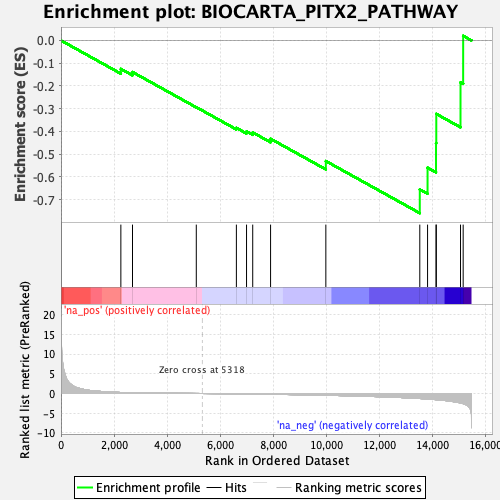 Enrichment plot: BIOCARTA_PITX2_PATHWAY
Enrichment score (ES)
0.0
-0.1
-0.2
-0.3
-0.4
-0.5
-0.6
-0.7
'na_pos' (positively correlated)
Ranked list metric (PreRanked)
20
15
10
5
0
-5
-10
Zero cross at 5318
'na_neg' (negatively correlated)
0 2,000 4,000 6,000 8,000 10,000 12,000 14,000 16,000
Rank in Ordered Dataset
Enrichment profile Hits Ranking metric scores